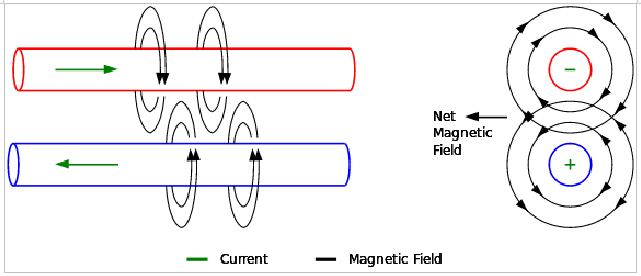 −
Net
Magnetic
Field
+
Current
Magnetic Field